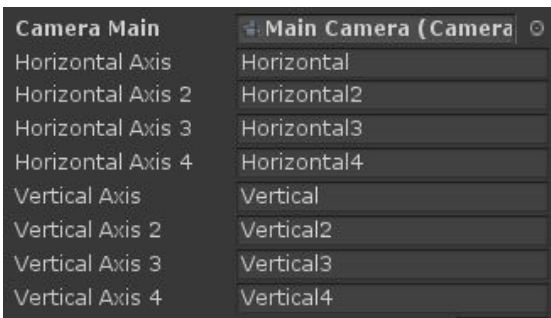 Camera Main Main Camera (Camera
Horizontal Axis Horizontal
Horizontal Axis 2 Horizontal2
Horizontal Axis 3 Horizontal3
Horizontal Axis 4 Horizontal4
Vertical Axis Vertical
Vertical Axis 2 Vertical2
Vertical Axis 3 Vertical3
Vertical Axis 4 Vertical4